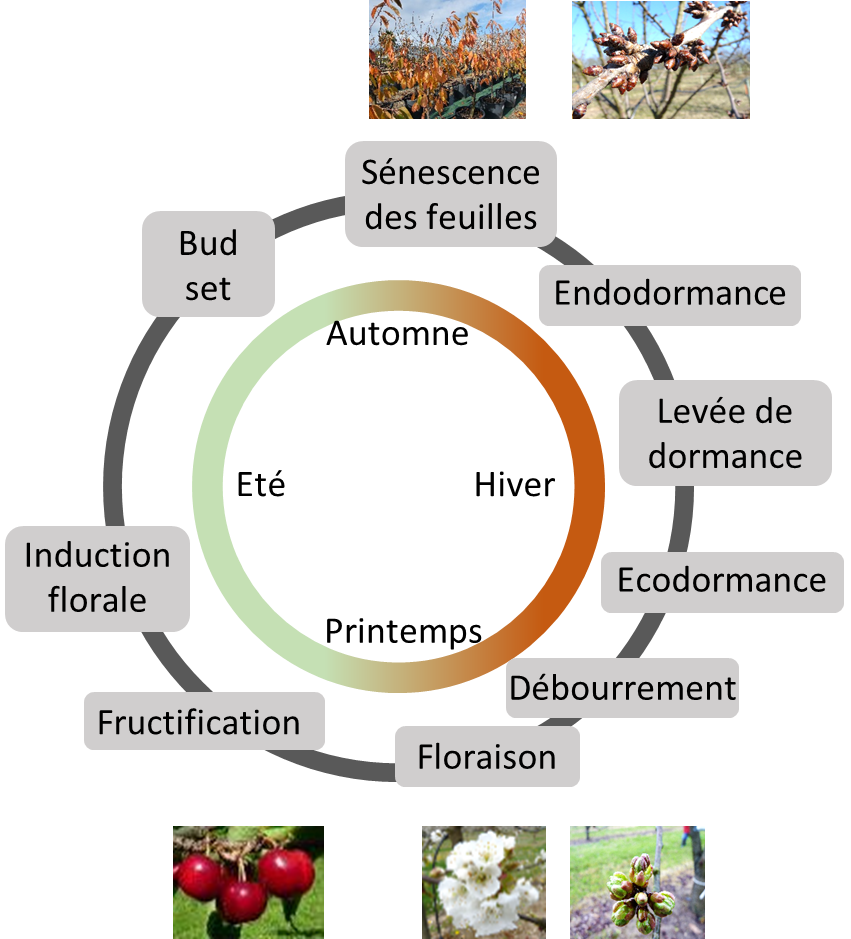 Sénescence
des feuilles
Bud
set
Endodormance
Automne
Levée de
dormance
Eté
Hiver
Induction
florale
Ecodormance
Printemps
Débourrement
Fructification
Floraison